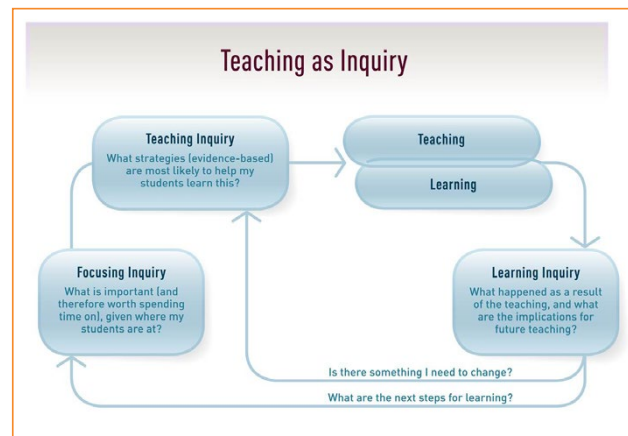 Teaching as Inquiry
Teaching Inquiry
What strategies (evidence-based)
are most likely to help my
students learn this?
Teaching
Learning
Focusing Inquiry
What is important (and
therefore worth spending
time on), given where my
students are at?
Learning Inquiry
What happened as a result
of the teaching, and what
are the implications for
future teaching?
Is there something I need to change?
What are the next steps for learning?